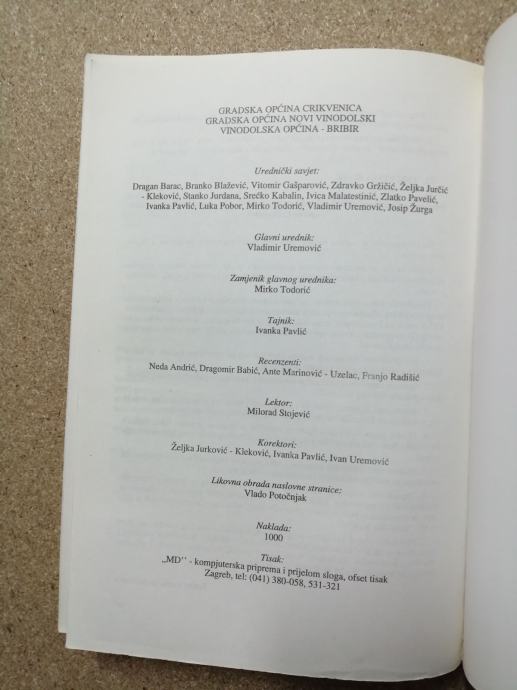 GRADSKA OPĆINA CRIKVENICA
GRADSKA OPĆINA NOVI VINODOLSKI
VINODOLSKA OPĆINA - BRIBIR
Urednički savjet:
Dragan Barac, Branko Blažević, Vitomir Gašparović, Zdravko Gržičić, Željka Jurčić
- Kleković, Stanko Jurdana, Srećko Kabalin, Ivica Malatestinić, Zlatko Pavelić,
Ivanka Pavlić, Luka Pobor, Mirko Todorić, Vladimir Uremović, Josip Žurga
Glavni urednik:
Vladimir Uremović
Zamjenik glavnog urednika:
Mirko Todorić
Tajnik:
Ivanka Pavlić
Recenzenti:
Neda Andrić, Dragomir Babić, Ante Marinović - Uzelac, Franjo Radišić
Lektor:
Milorad Stojević
Korektori:
Željka Jurković - Kleković, Ivanka Pavlić, Ivan Uremović
Likovna obrada naslovne stranice:
Vlado Potočnjak
Naklada:
1000
Tisak:
„MD'' - kompjuterska priprema i prijelom sloga, ofset tisak
Zagreb, tel: (041) 380-058, 531-321